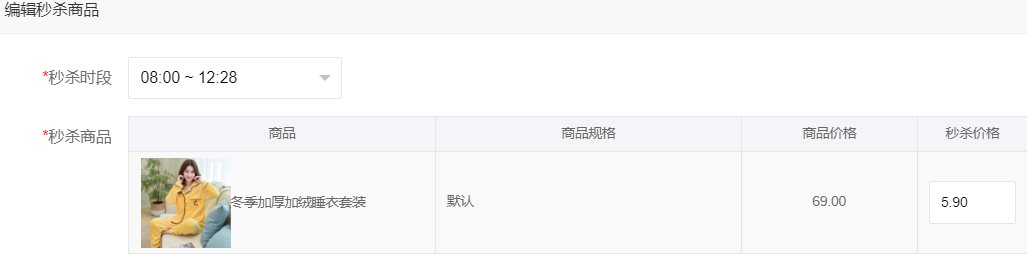 编辑秒杀商品
*秒杀时段 08:00 ~ 12:28
*秒杀商品 商品 商品规格 商品价格 秒杀价格
冬季加厚加绒睡衣套装 默认 69.00 5.90